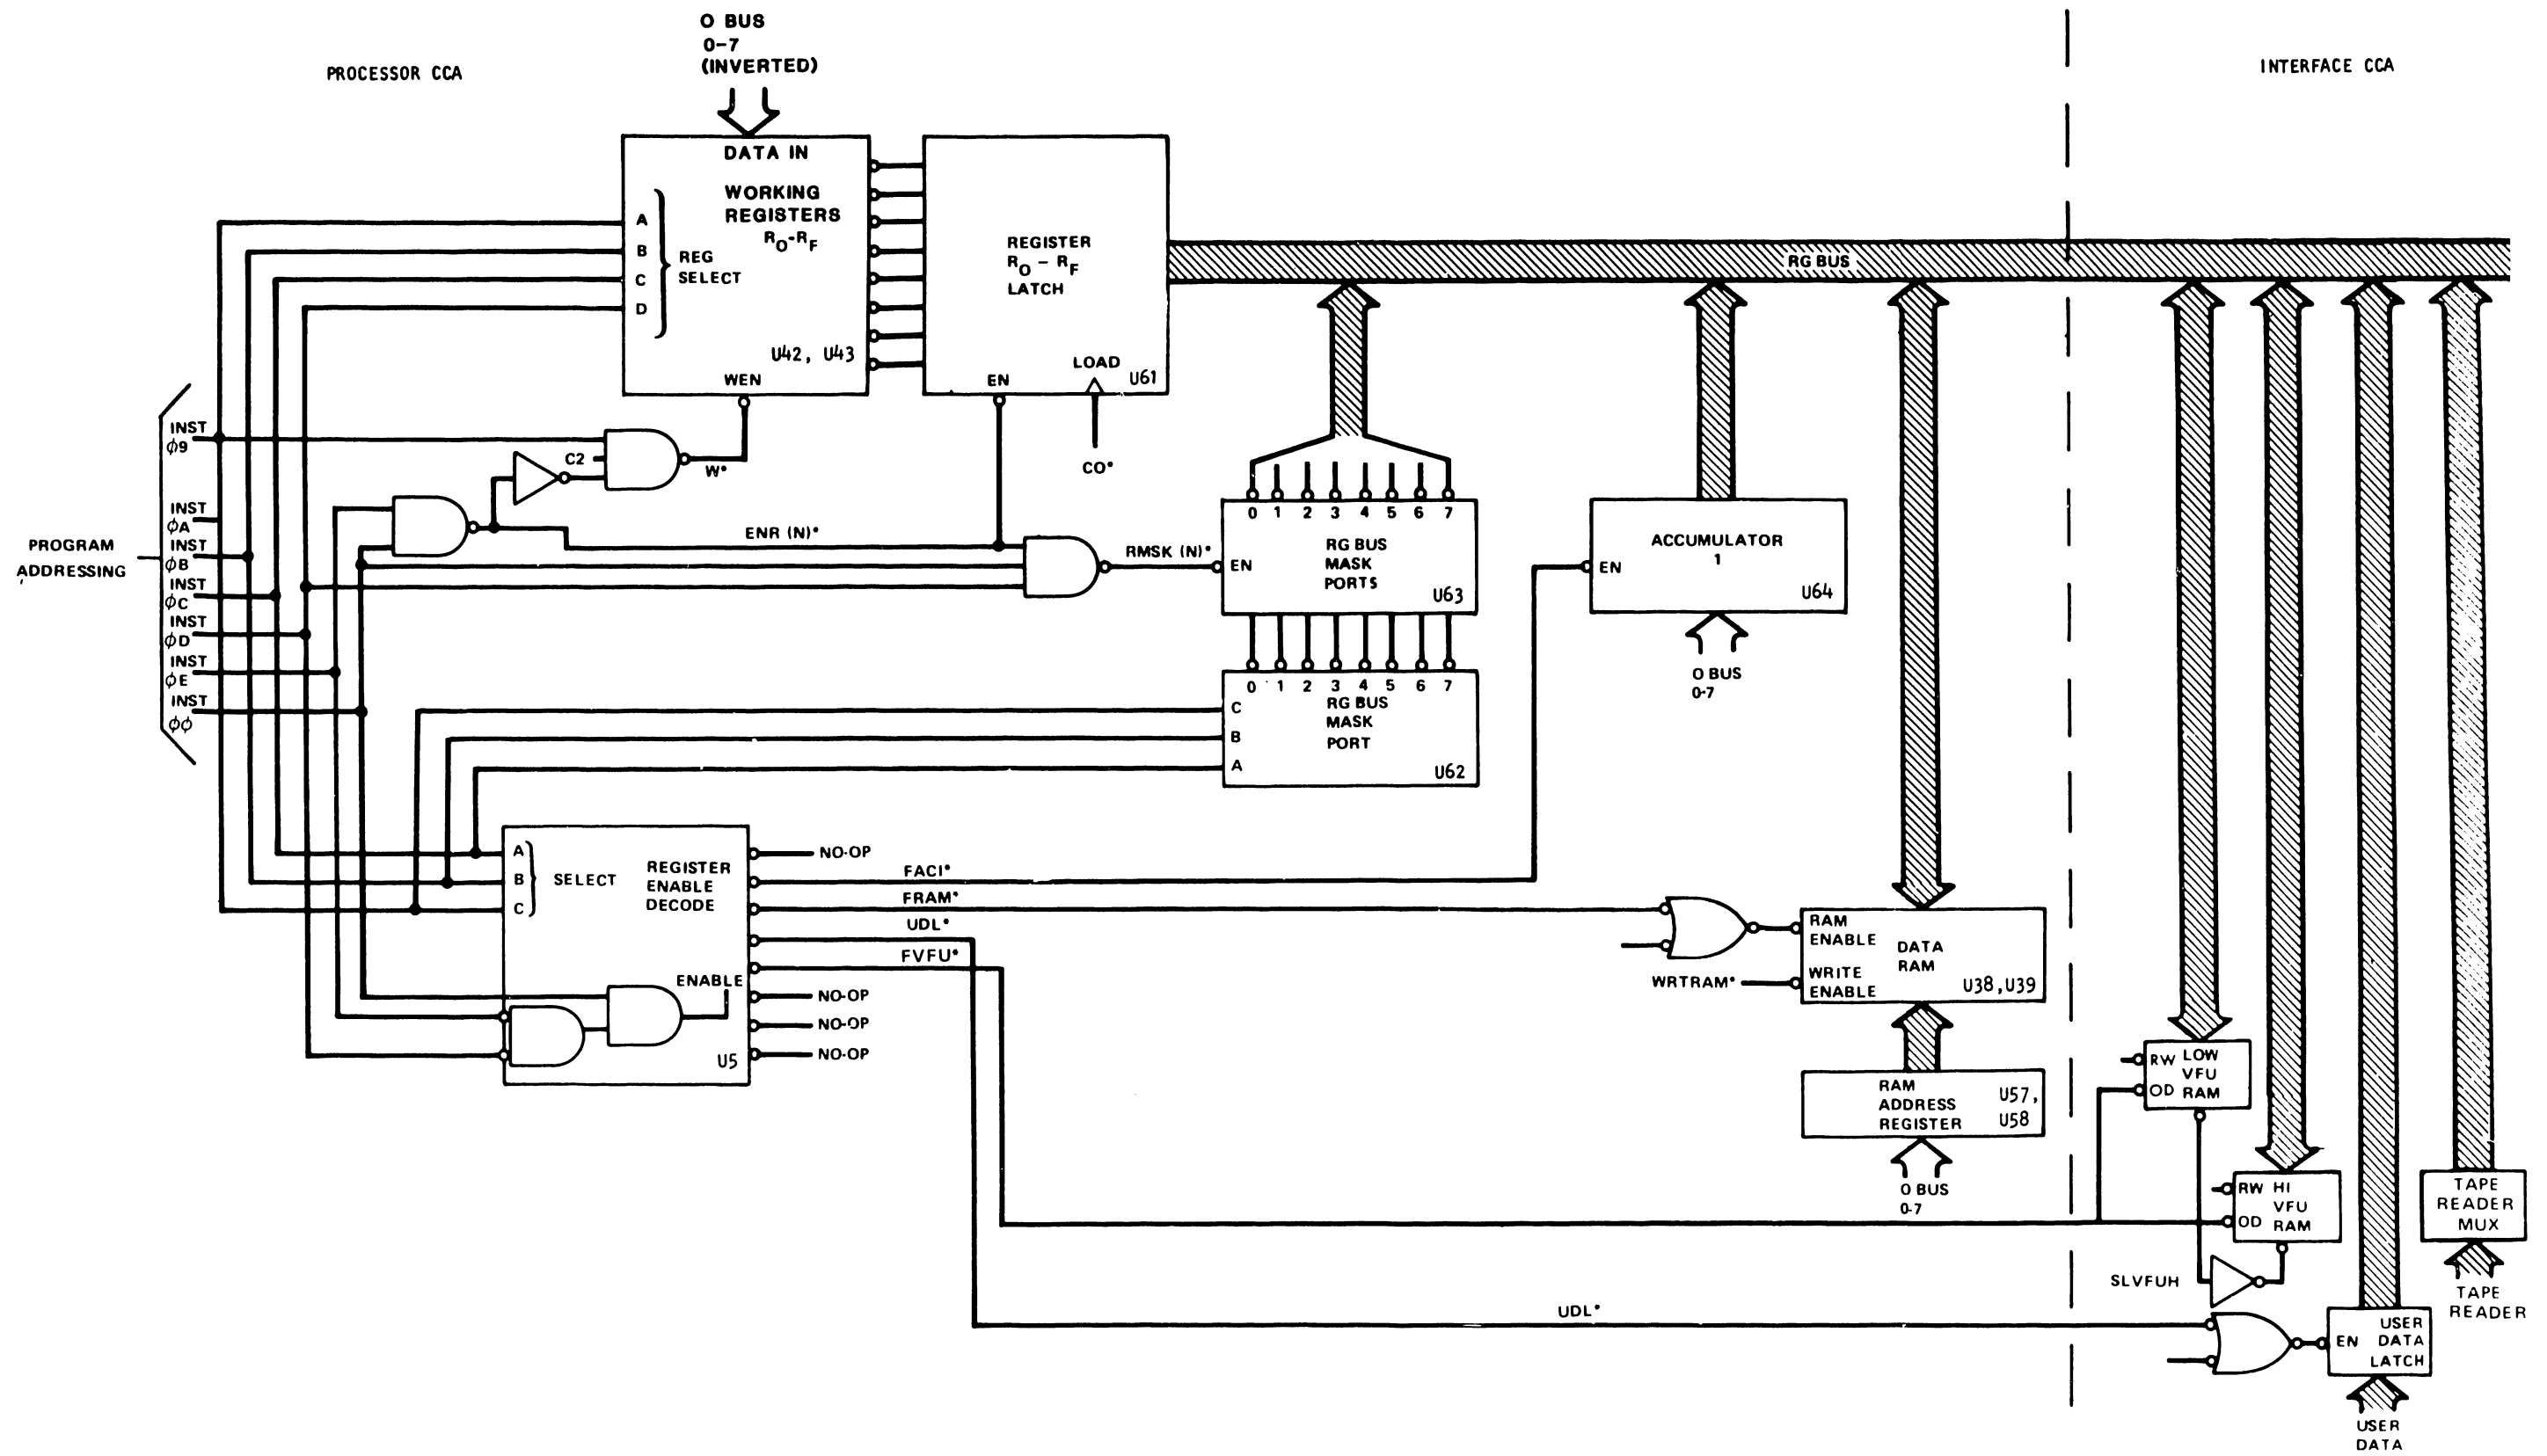 O BUS
0-7
(INVERTED)
PROCESSOR CCA
INTERFACE CCA
DATA IN
WORKING
REGISTERS
R0-RF
A
B
C
D
REG
SELECT
U42, U43
WEN
REGISTER
R0 - RF
LATCH
LOAD
EN
U61
RG BUS
CO*
PROGRAM
ADDRESSING
INST
φ9
INST
φA
INST
φB
INST
φC
INST
φD
INST
φE
INST
φφ
C2
W*
ENR (N)*
RMSK (N)*
0 1 2 3 4 5 6 7
EN
RG BUS
MASK
PORTS
U63
0 1 2 3 4 5 6 7
C
B
A
RG BUS
MASK
PORT
U62
ACCUMULATOR
1
EN
U64
O BUS
0-7
A
B
C
SELECT
REGISTER
ENABLE
DECODE
ENABLE
U5
NO-OP
FACI*
FRAM*
UDL*
FVFU*
NO-OP
NO-OP
NO-OP
RAM
ENABLE
DATA
RAM
WRITE
ENABLE
U38,U39
WRTRAM*
RAM
ADDRESS
REGISTER
U57,
U58
O BUS
0-7
RW LOW
VFU
OD RAM
RW HI
VFU
OD RAM
SLVFUH
UDL*
EN
USER
DATA
LATCH
USER
DATA
TAPE
READER
MUX
TAPE
READER